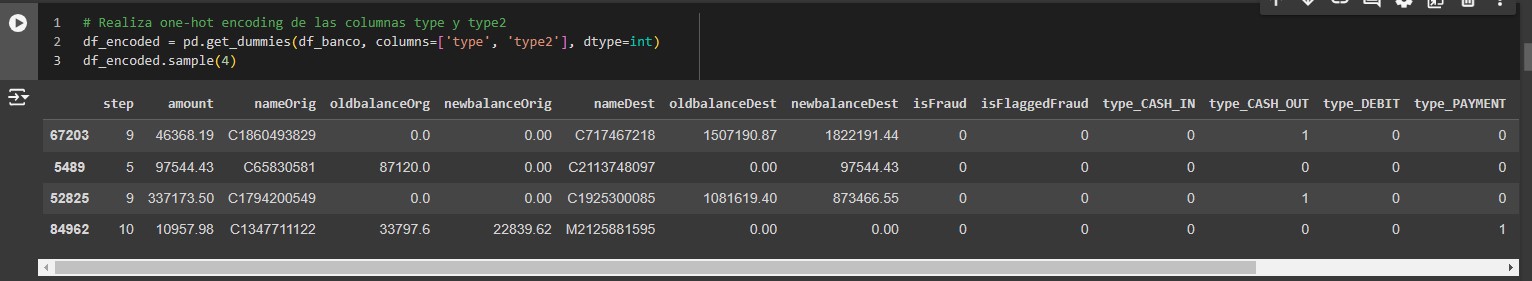 1 # Realiza one-hot encoding de las columnas type y type2
2 df_encoded = pd.get_dummies(df_banco, columns=['type', 'type2'], dtype=int)
3 df_encoded.sample(4)
step amount nameOrig oldbalanceOrg newbalanceOrig nameDest oldbalanceDest newbalanceDest isFraud isFlaggedFraud type_CASH_IN type_CASH_OUT type_DEBIT type_PAYMENT
67203 9 46368.19 C1860493829 0.0 0.00 C717467218 1507190.87 1822191.44 0 0 0 1 0 0
5489 5 97544.43 C65830581 87120.0 0.00 C2113748097 0.00 97544.43 0 0 0 0 0 0
52825 9 337173.50 C1794200549 0.0 0.00 C1925300085 1081619.40 873466.55 0 0 0 1 0 0
84962 10 10957.98 C1347711122 33797.6 22839.62 M2125881595 0.00 0.00 0 0 0 0 0 1